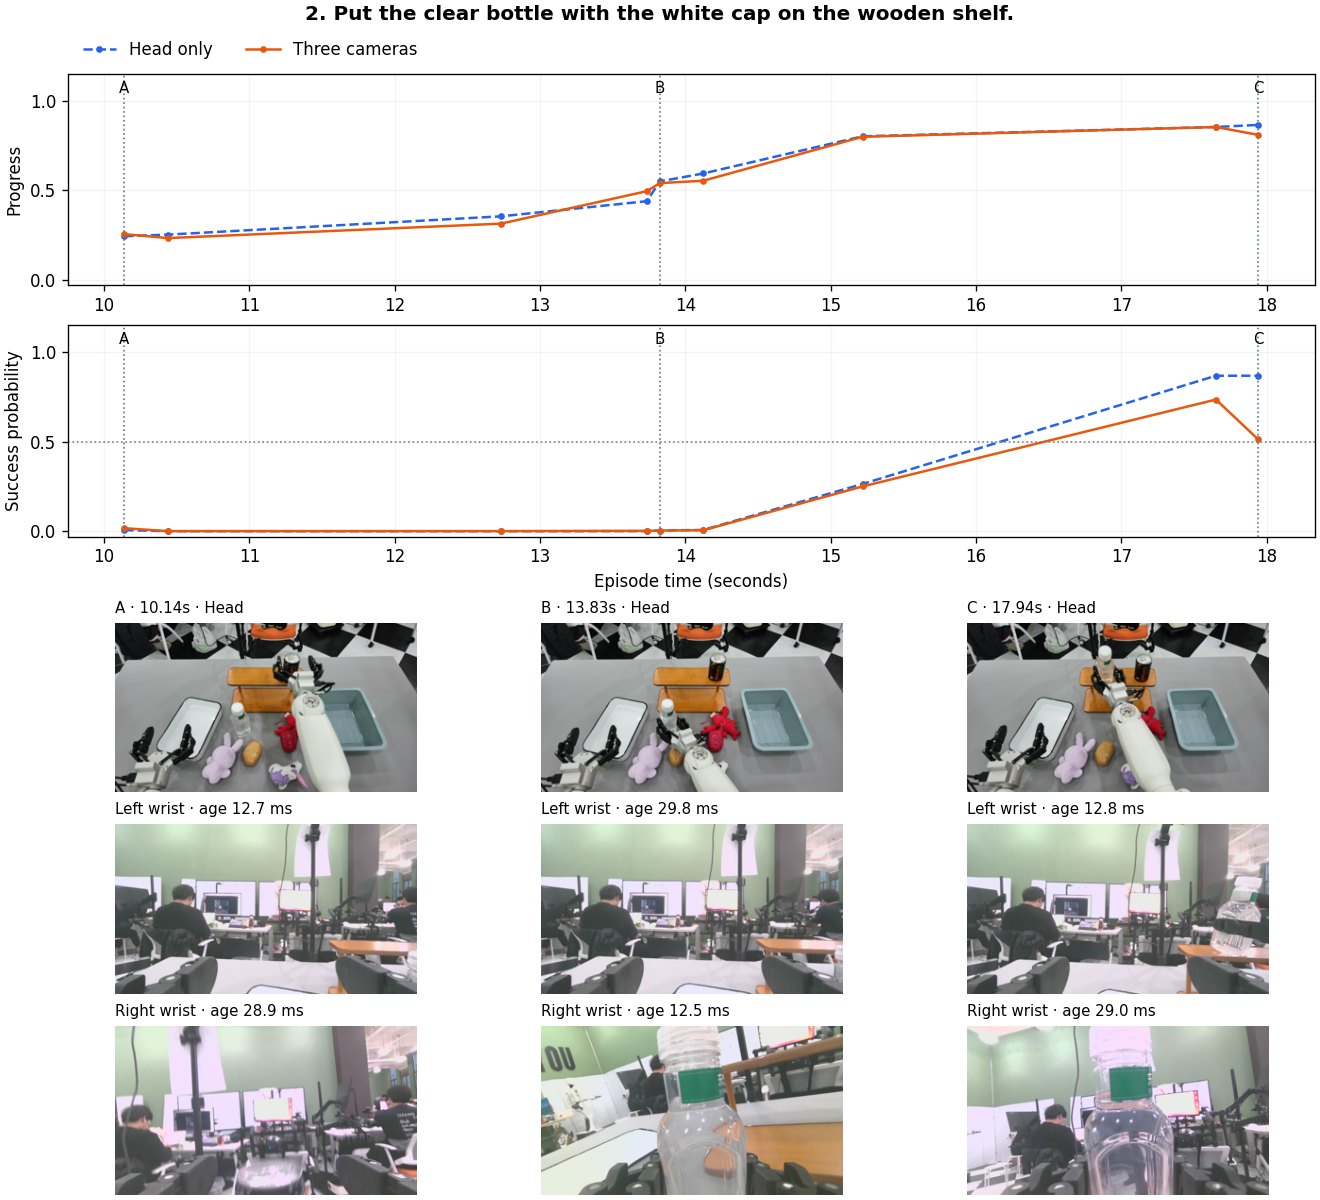 2. Put the clear bottle with the white cap on the wooden shelf.
Head only
Three cameras
A
B
C
1.0
0.5
0.0
Progress
10
11
12
13
14
15
16
17
18
A
B
C
1.0
0.5
0.0
Success probability
10
11
12
13
14
15
16
17
18
Episode time (seconds)
A · 10.14s · Head
B · 13.83s · Head
C · 17.94s · Head
Left wrist · age 12.7 ms
Left wrist · age 29.8 ms
Left wrist · age 12.8 ms
Right wrist · age 28.9 ms
Right wrist · age 12.5 ms
Right wrist · age 29.0 ms
YOU